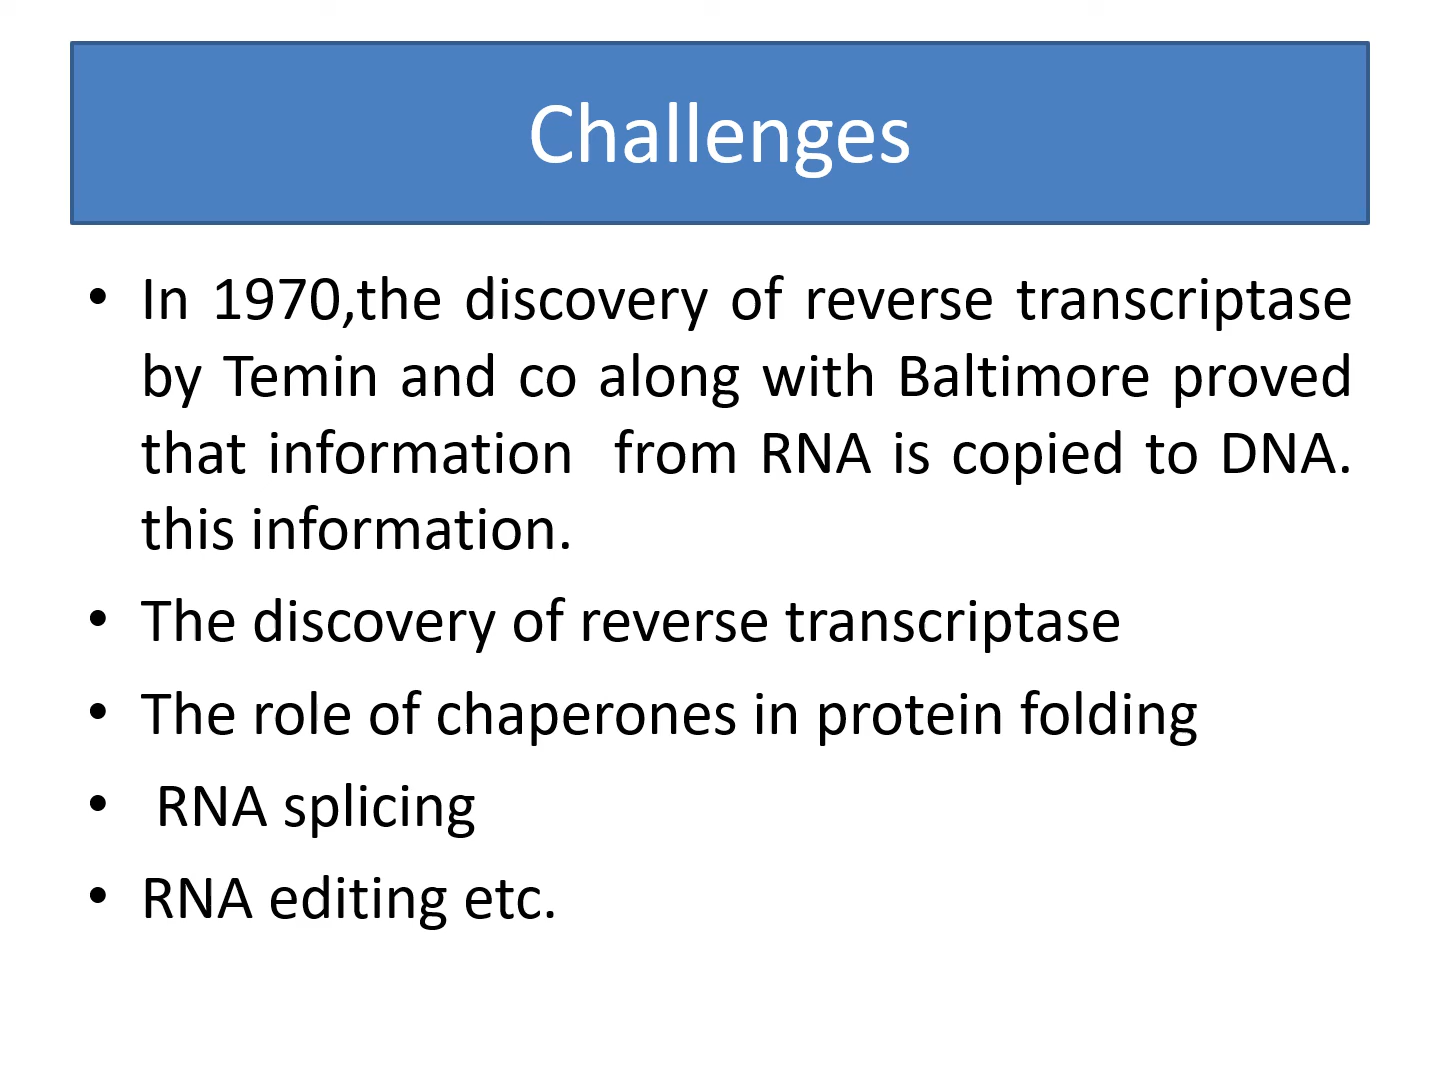 Challenges
• In 1970,the discovery of reverse transcriptase
by Temin and co along with Baltimore proved
that information from RNA is copied to DNA.
this information.
• The discovery of reverse transcriptase
• The role of chaperones in protein folding
• RNA splicing
• RNA editing etc.